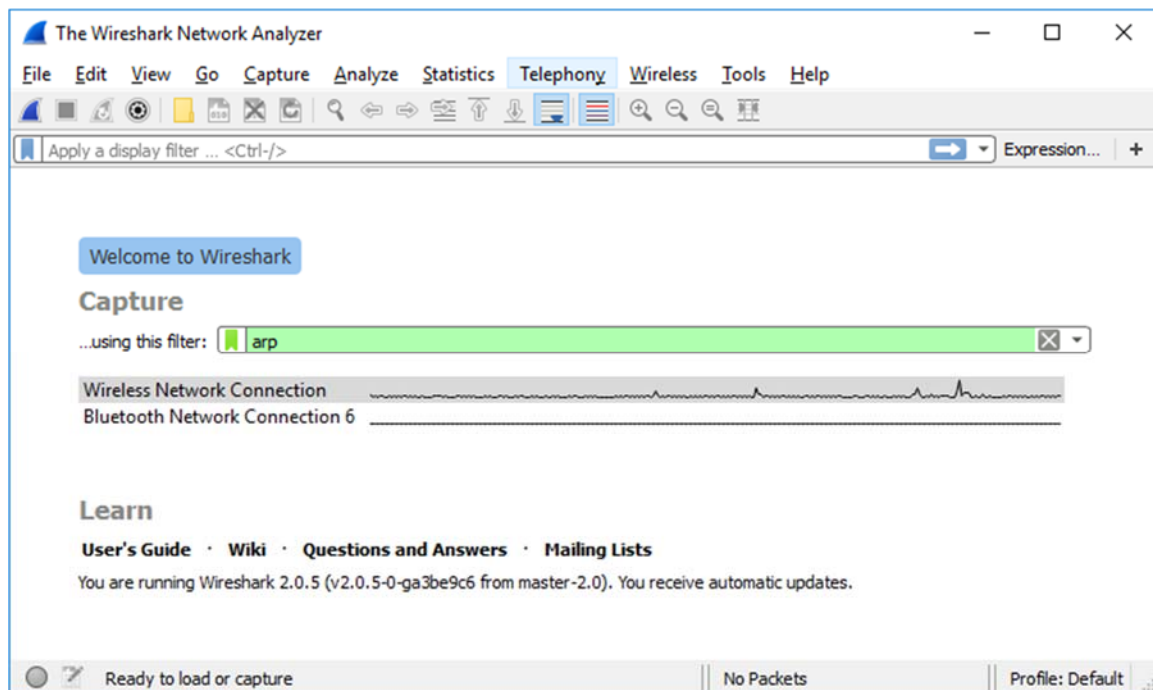 The Wireshark Network Analyzer
File Edit View Go Capture Analyze Statistics Telephony Wireless Tools Help
Apply a display filter ... <Ctrl-/> Expression... +
Welcome to Wireshark
Capture
...using this filter: arp
Wireless Network Connection
Bluetooth Network Connection 6
Learn
User's Guide · Wiki · Questions and Answers · Mailing Lists
You are running Wireshark 2.0.5 (v2.0.5-0-ga3be9c6 from master-2.0). You receive automatic updates.
Ready to load or capture No Packets Profile: Default